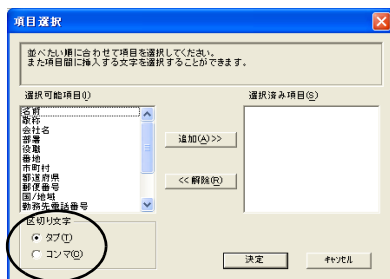 項目選択
並べたい順に合わせて項目を選択してください。
また項目間に挿入する文字を選択することができます。
選択可能項目(I)
選択済み項目(S)
名前
敬称
会社名
部署
役職
番地
市町村
都道府県
郵便番号
国/地域
勤務先電話番号
追加(A)>>
<<解除(R)
区切り文字
タブ(T)
コンマ(O)
決定
キャンセル